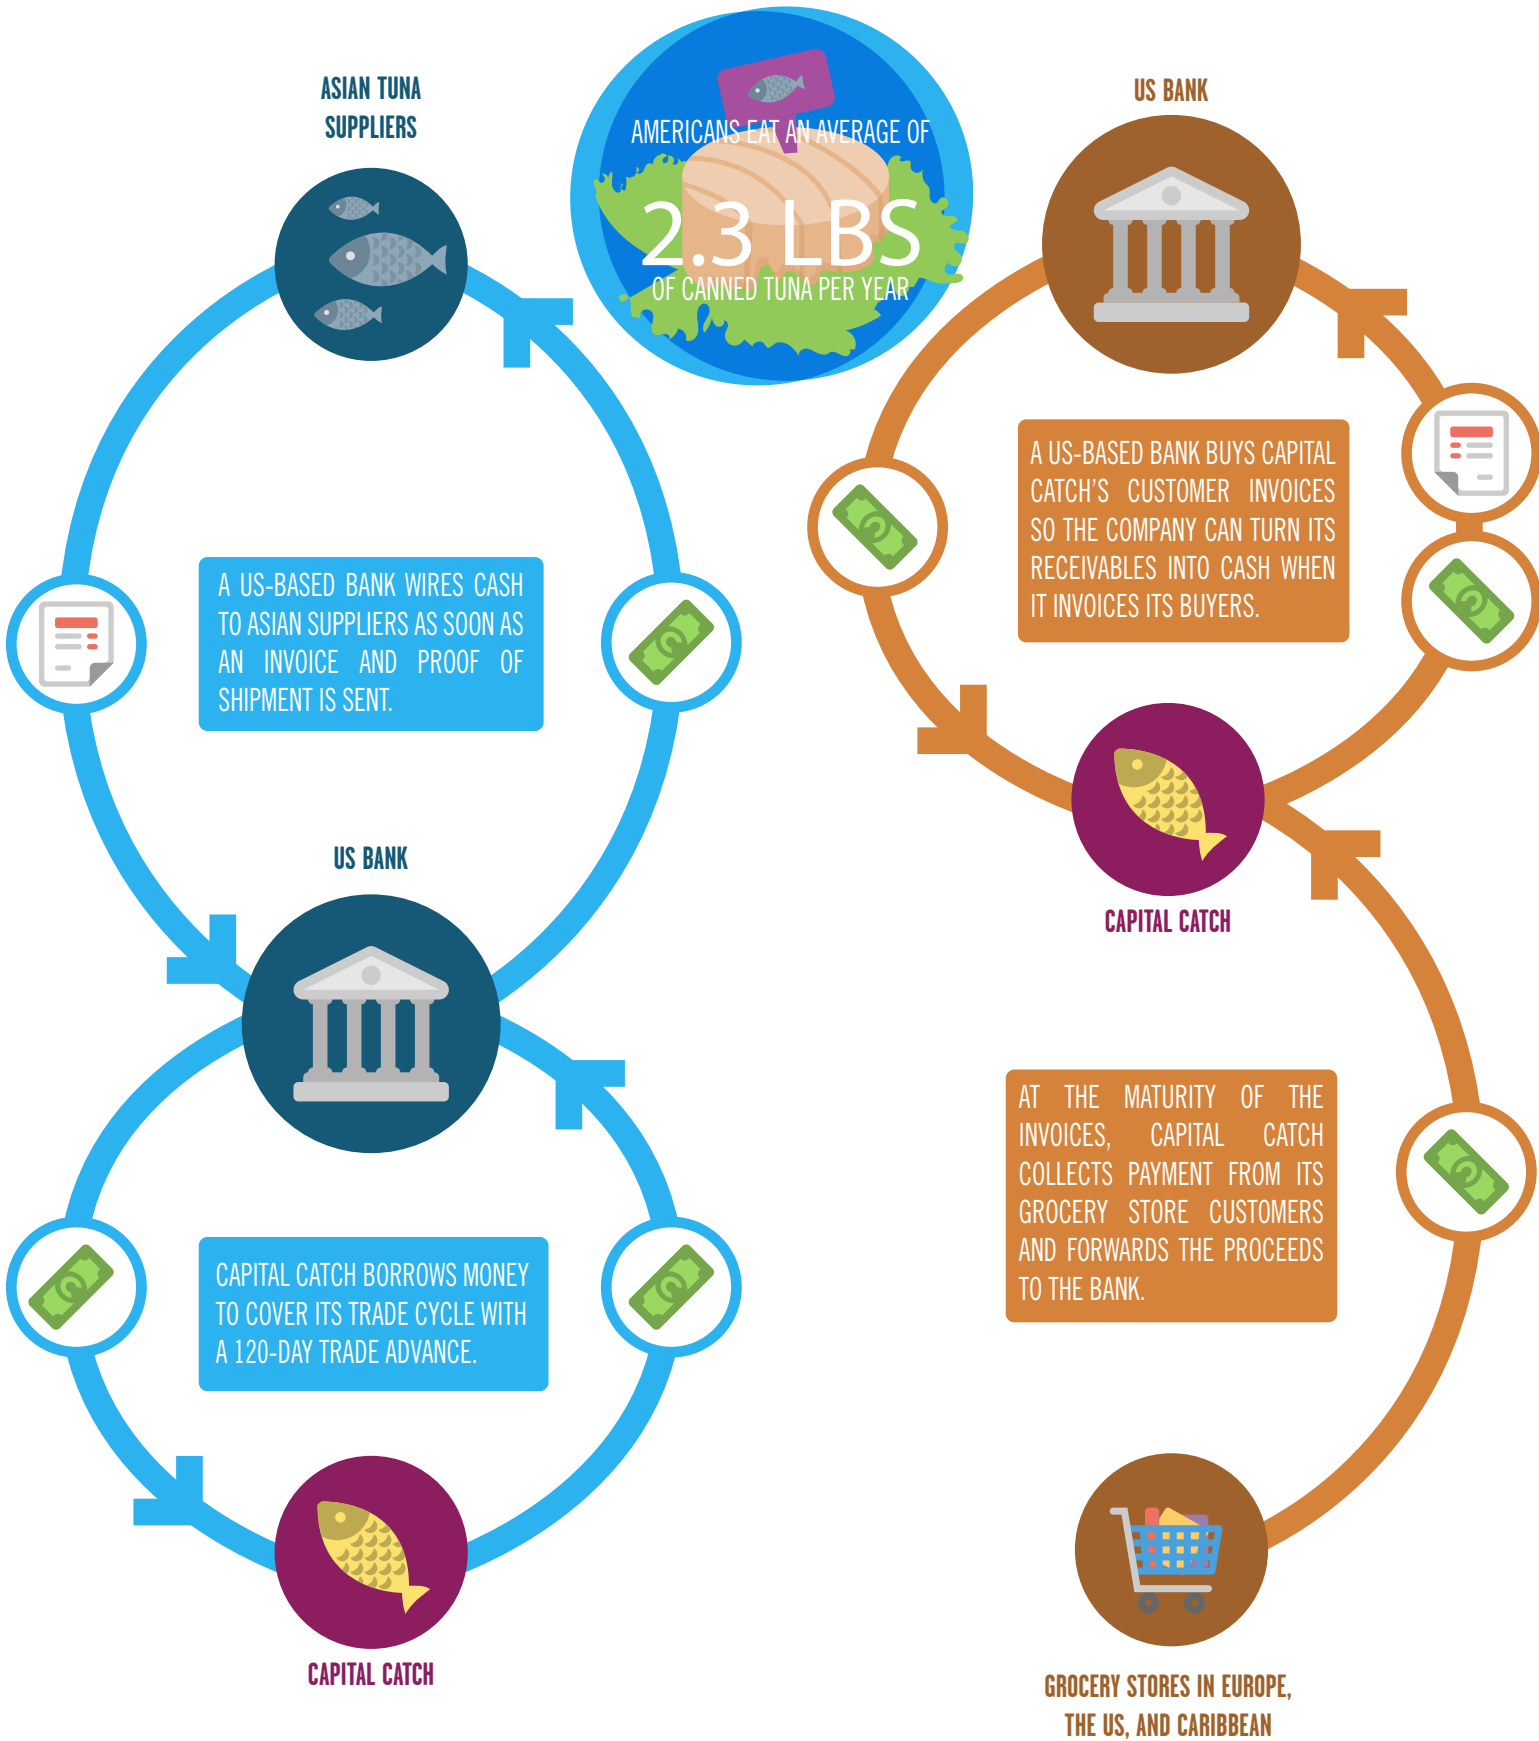 ASIAN TUNA
SUPPLIERS
AMERICANS EAT AN AVERAGE OF
2.3 LBS
OF CANNED TUNA PER YEAR
US BANK
A US-BASED BANK BUYS CAPITAL
CATCH'S CUSTOMER INVOICES
SO THE COMPANY CAN TURN ITS
RECEIVABLES INTO CASH WHEN
IT INVOICES ITS BUYERS.
A US-BASED BANK WIRES CASH
TO ASIAN SUPPLIERS AS SOON AS
AN INVOICE AND PROOF OF
SHIPMENT IS SENT.
US BANK
CAPITAL CATCH
AT THE MATURITY OF THE
INVOICES, CAPITAL CATCH
COLLECTS PAYMENT FROM ITS
GROCERY STORE CUSTOMERS
AND FORWARDS THE PROCEEDS
TO THE BANK.
CAPITAL CATCH BORROWS MONEY
TO COVER ITS TRADE CYCLE WITH
A 120-DAY TRADE ADVANCE.
CAPITAL CATCH
GROCERY STORES IN EUROPE,
THE US, AND CARIBBEAN